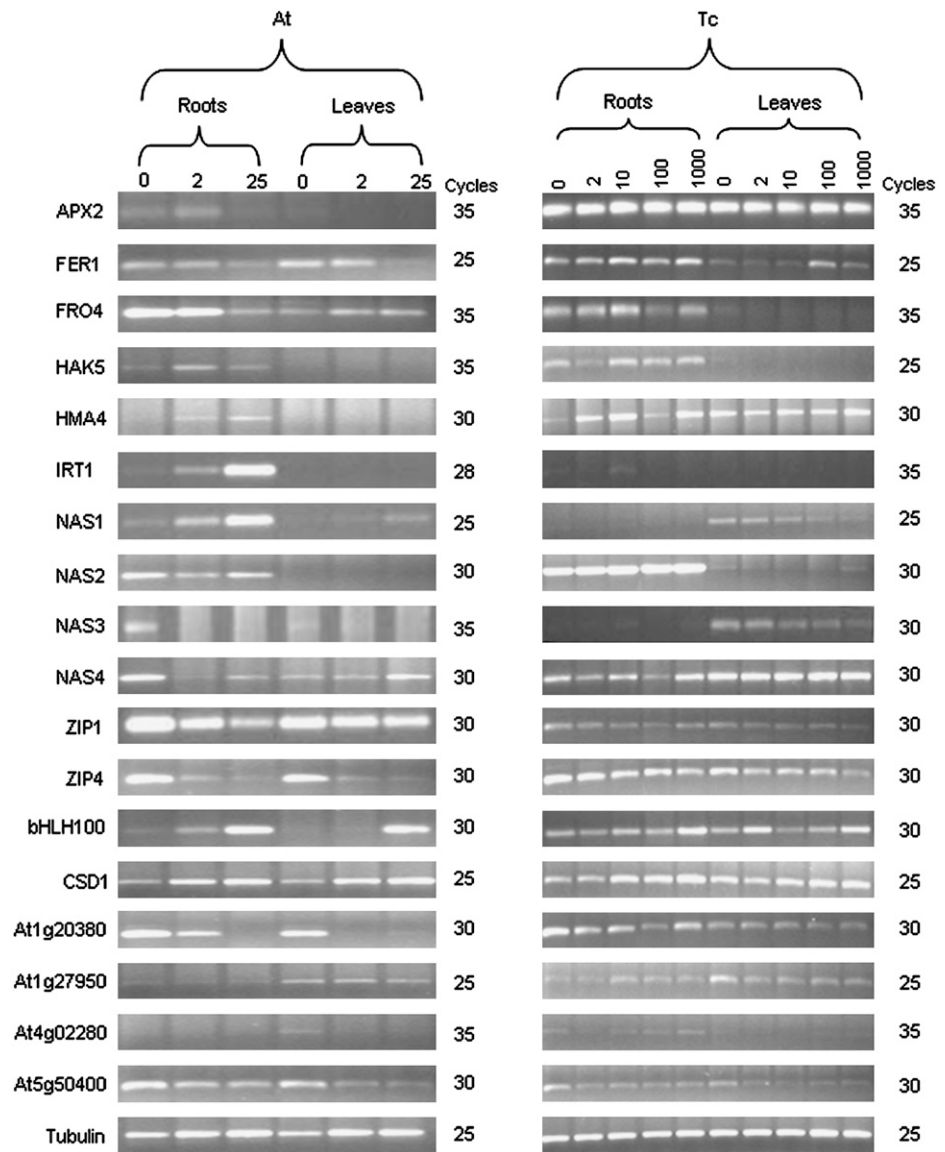 At Tc
Roots Leaves Roots Leaves
0 2 25 0 2 25 Cycles 0 2 10 100 1000 0 2 10 100 1000 Cycles
APX2 35 35
FER1 25 25
FRO4 35 35
HAK5 35 25
HMA4 30 30
IRT1 28 35
NAS1 25 25
NAS2 30 30
NAS3 35 30
NAS4 30 30
ZIP1 30 30
ZIP4 30 30
bHLH100 30 30
CSD1 25 25
At1g20380 30 30
At1g27950 25 25
At4g02280 35 35
At5g50400 30 30
Tubulin 25 25